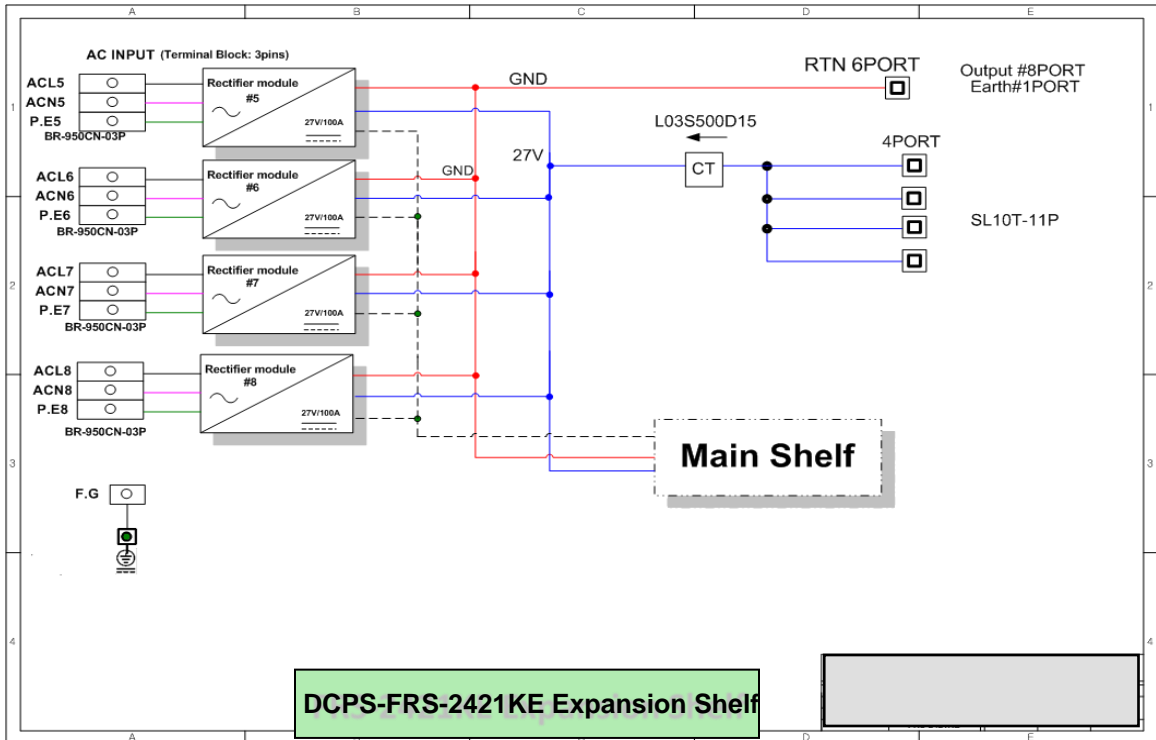 A B C D E
AC INPUT (Terminal Block: 3pins)
ACL5
ACN5
P.E5
BR-950CN-03P
Rectifier module
#5
27V/100A
GND
RTN 6PORT
Output #8PORT
Earth#1PORT
1
1
L03S500D15
CT
27V
4PORT
SL10T-11P
ACL6
ACN6
P.E6
BR-950CN-03P
Rectifier module
#6
27V/100A
GND
ACL7
ACN7
P.E7
BR-950CN-03P
Rectifier module
#7
27V/100A
2
2
ACL8
ACN8
P.E8
BR-950CN-03P
Rectifier module
#8
27V/100A
Main Shelf
3
3
F.G
4
4
DCPS-FRS-2421KE Expansion Shelf
A D E